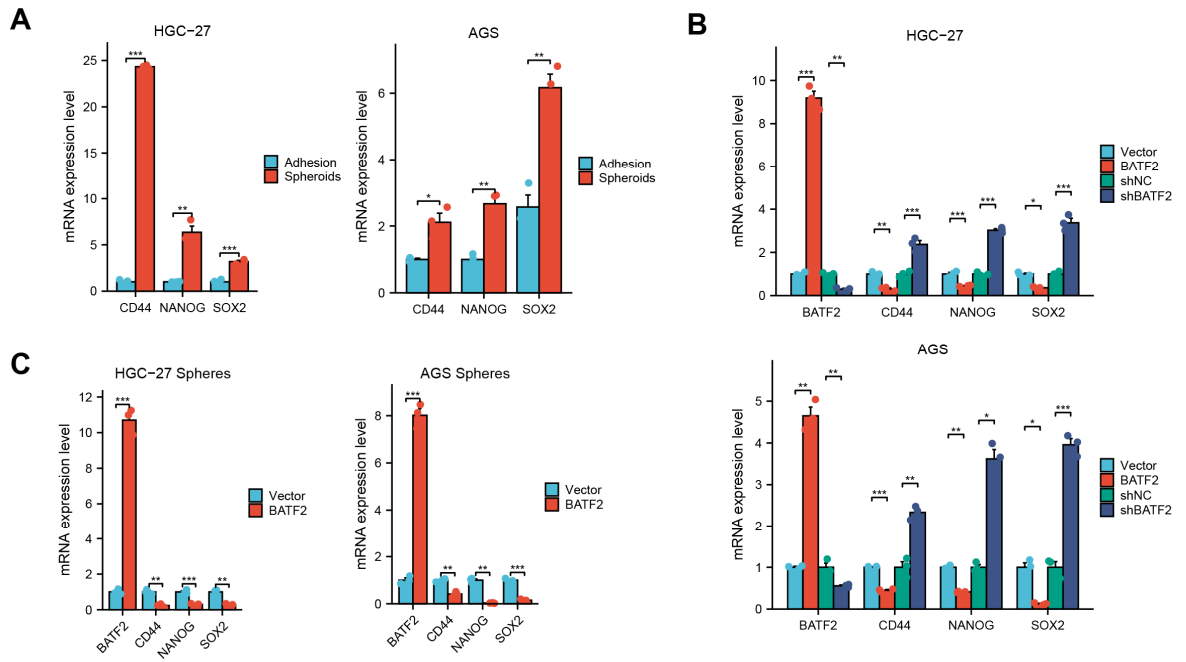 A
HGC−27
mRNA expression level
25
20
15
10
5
0
***
**
***
CD44 NANOG SOX2
Adhesion
Spheroids
AGS
mRNA expression level
6
4
2
0
*
**
**
CD44 NANOG SOX2
Adhesion
Spheroids
B
HGC−27
mRNA expression level
10
8
6
4
2
0
*** **
** ***
*** ***
* ***
BATF2 CD44 NANOG SOX2
Vector
BATF2
shNC
shBATF2
AGS
mRNA expression level
5
4
3
2
1
0
** **
*** **
** *
* ***
BATF2 CD44 NANOG SOX2
Vector
BATF2
shNC
shBATF2
C
HGC−27 Spheres
mRNA expression level
12
10
8
6
4
2
0
***
** *** **
BATF2 CD44 NANOG SOX2
Vector
BATF2
AGS Spheres
mRNA expression level
8
6
4
2
0
***
** ** ***
BATF2 CD44 NANOG SOX2
Vector
BATF2